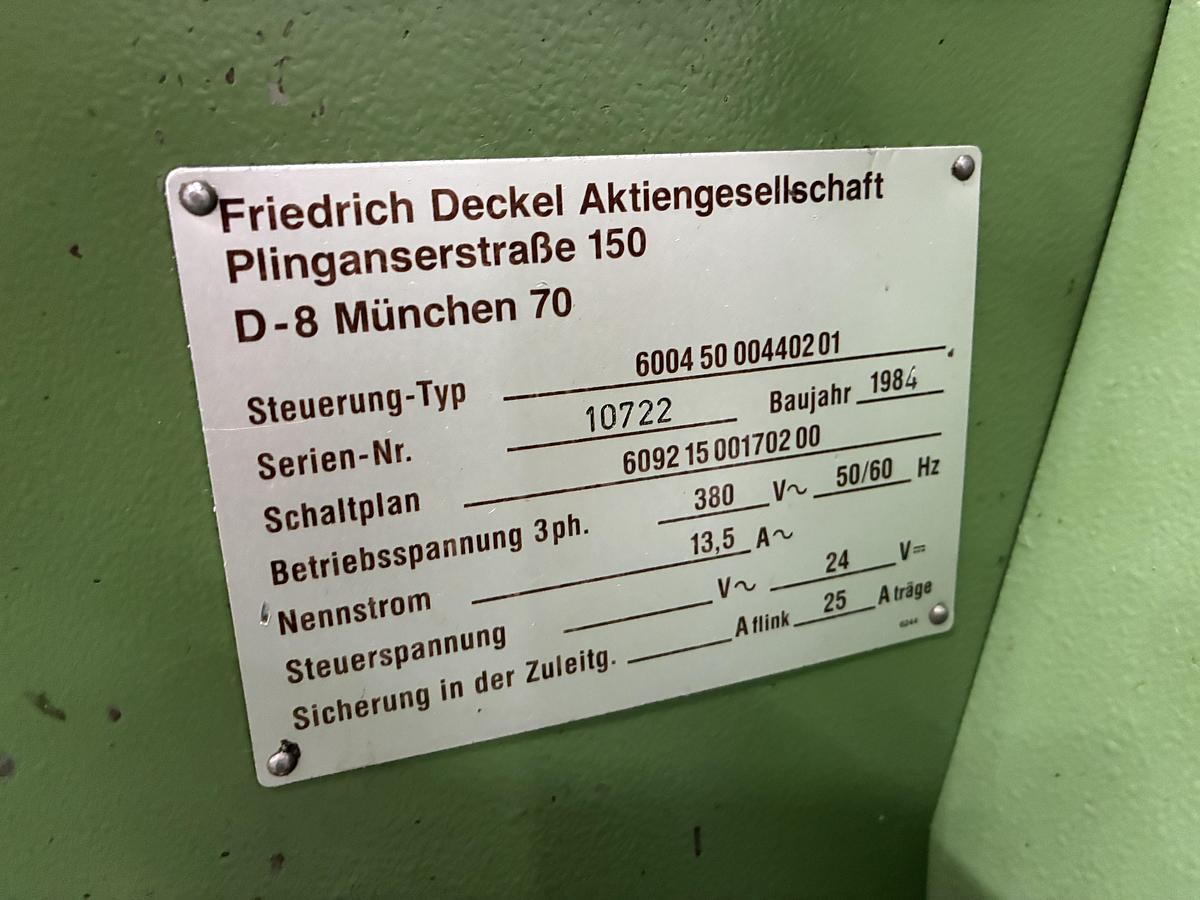 Friedrich Deckel Aktiengesellschaft
Plinganserstraße 150
D-8 München 70
Steuerung-Typ 6004 50 00440201
Serien-Nr. 10722 Baujahr 1984
Schaltplan 6092 15 001702 00
Betriebsspannung 3ph. 380 V~ 50/60 Hz
Nennstrom 13,5 A~
Steuerspannung V~ 24 V=
Sicherung in der Zuleitg. A flink 25 A träge